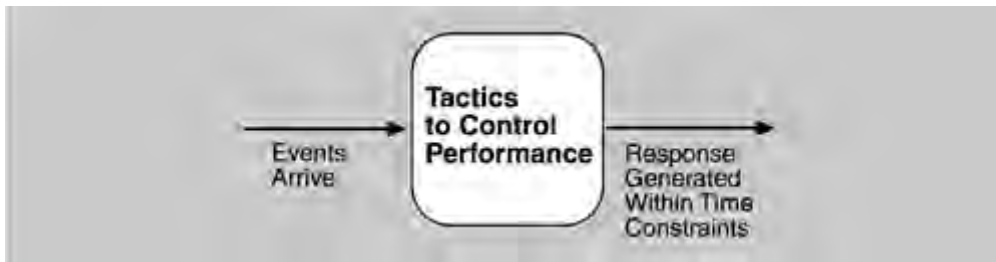 Events
Arrive
Tactics
to Control
Performance
Response
Generated
Within Time
Constraints